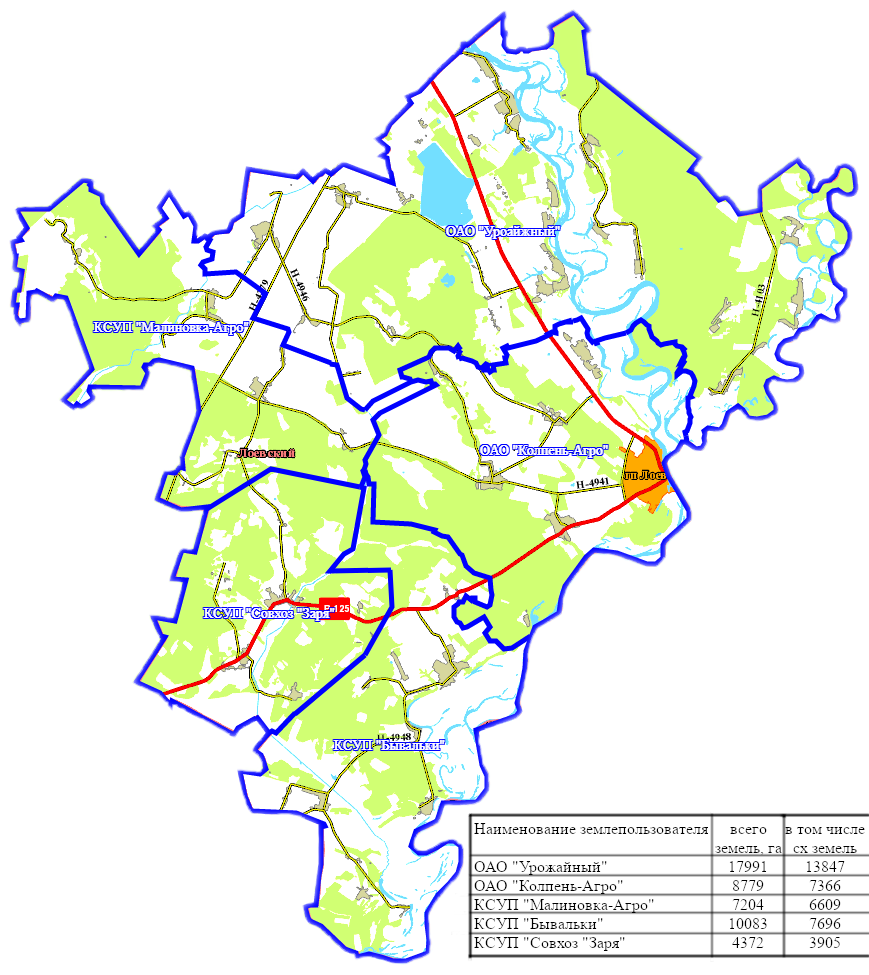 ОАО "Урожайный"
Н-4103
Н-4946
Н-4179
КСУП "Малиновка-Агро"
Лоевский
ОАО "Колпень-Агро"
гп Лоев
Н-4941
КСУП "Совхоз "Заря"
125
Н-4948
КСУП "Бывальки"
Наименование землепользователя всего в том числе
земель, га сх земель
ОАО "Урожайный" 17991 13847
ОАО "Колпень-Агро" 8779 7366
КСУП "Малиновка-Агро" 7204 6609
КСУП "Бывальки" 10083 7696
КСУП "Совхоз "Заря" 4372 3905